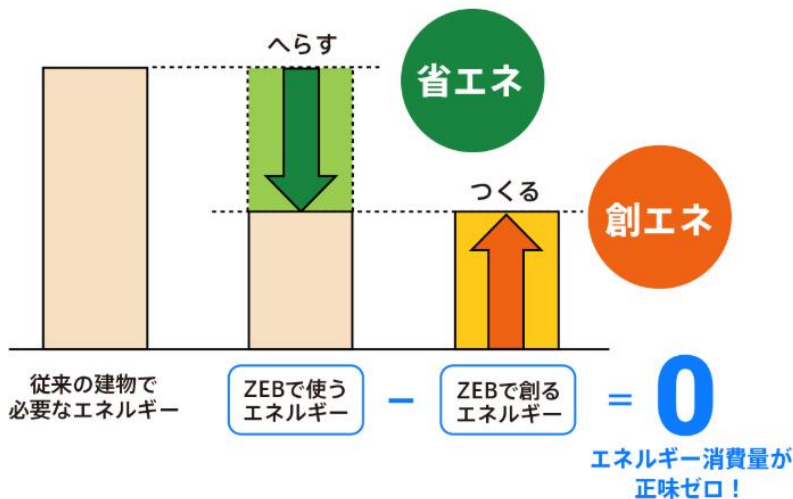 へらす
省エネ
つくる
創エネ
従来の建物で
必要なエネルギー
ZEBで使う
エネルギー
−
ZEBで創る
エネルギー
=
0
エネルギー消費量が
正味ゼロ！